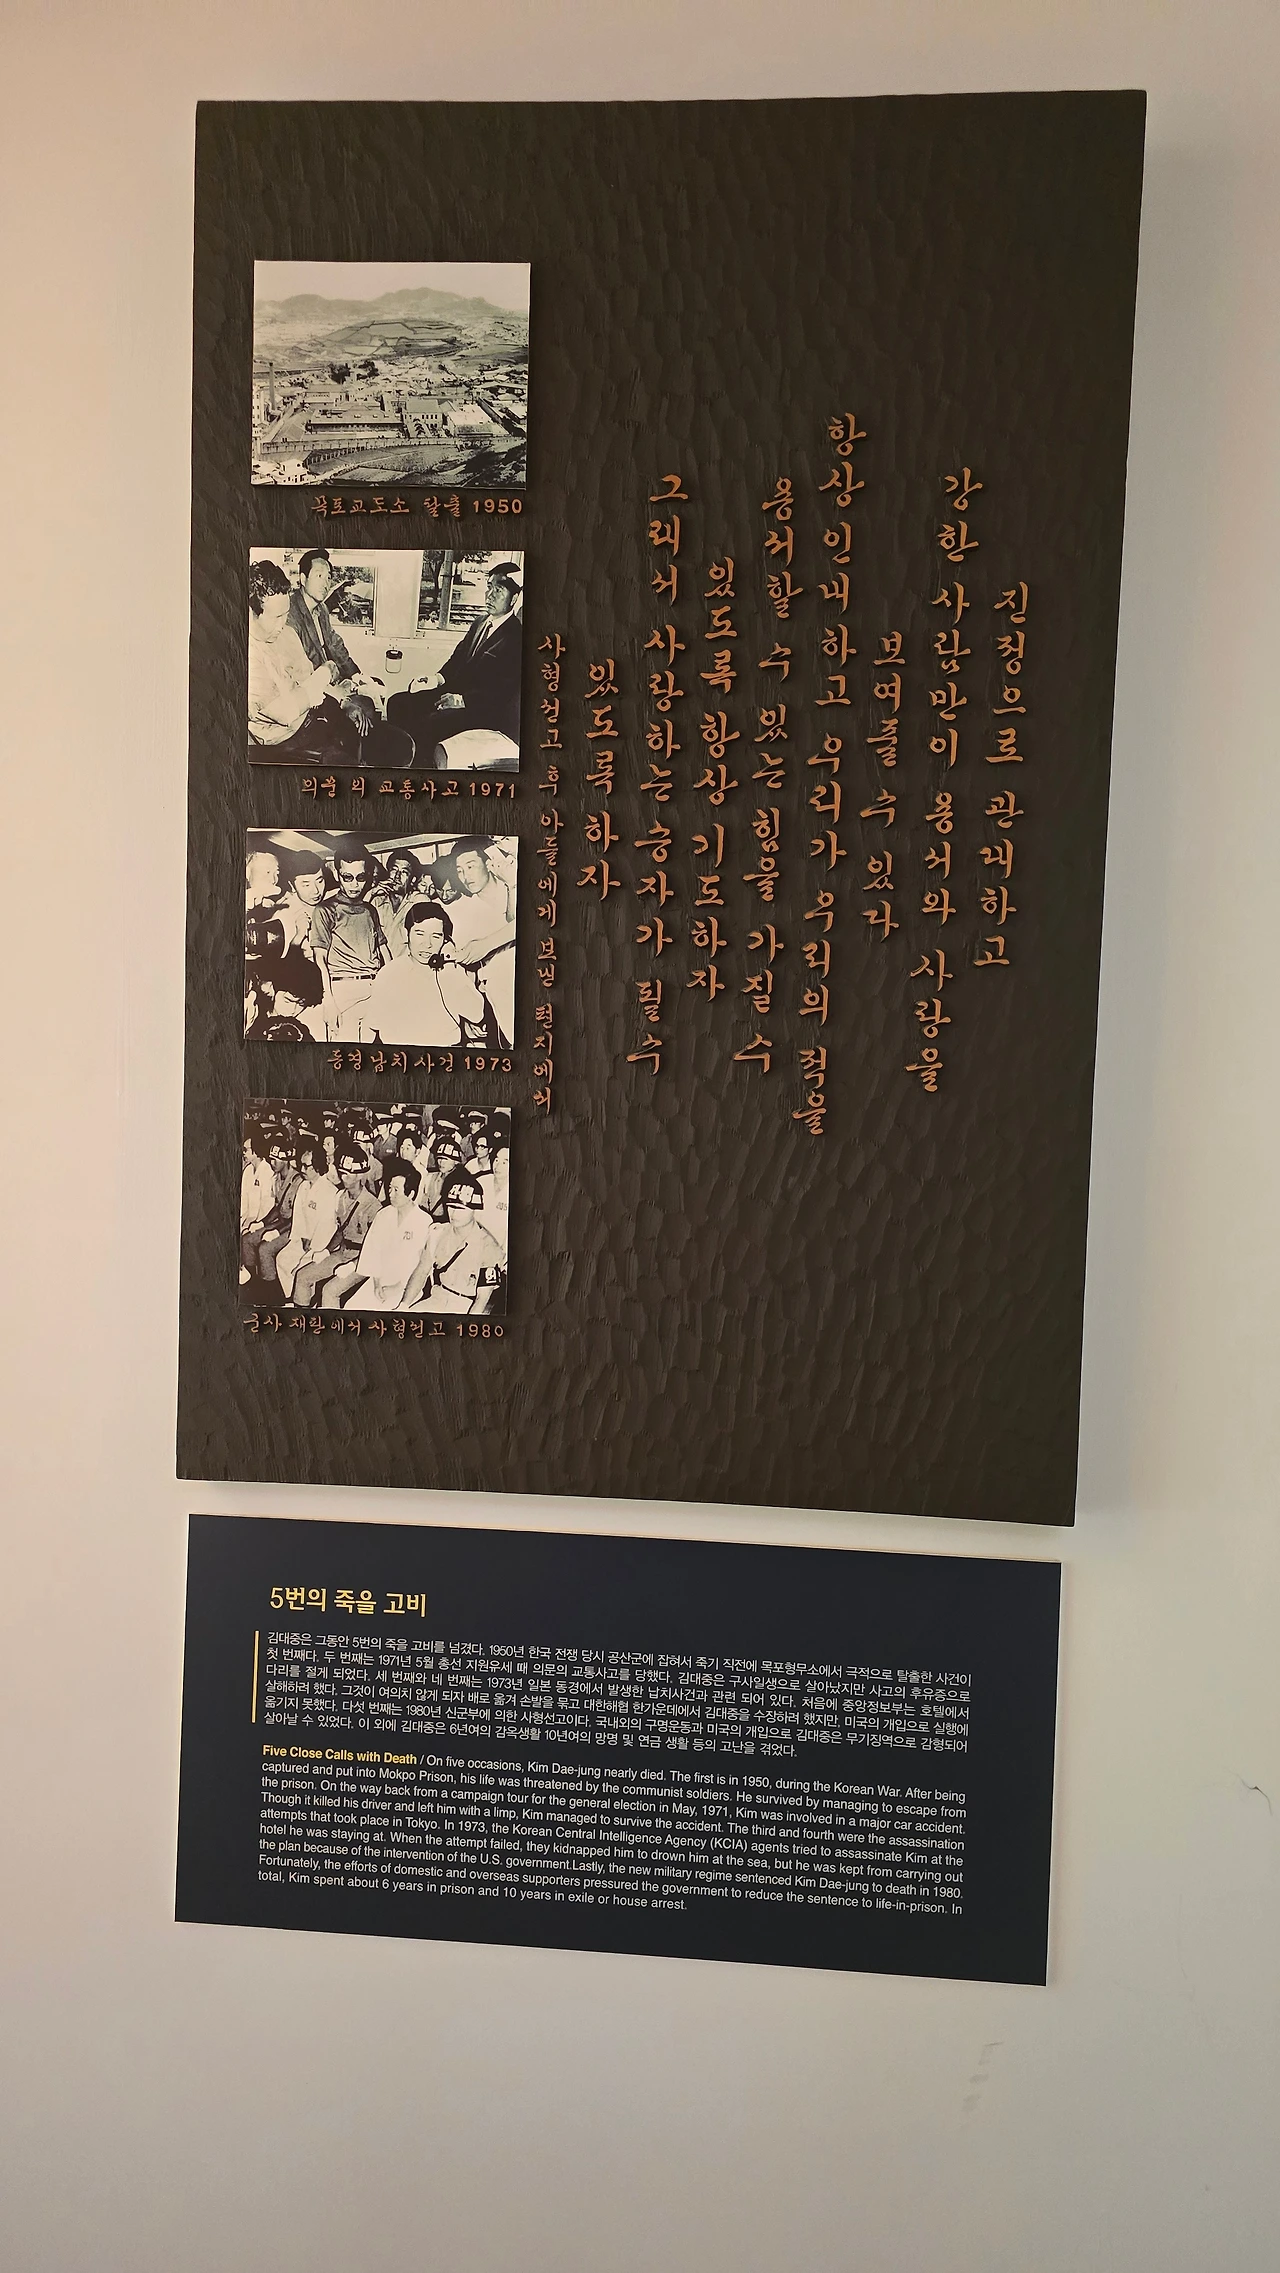 진정으로 관대하고
강한 사람만이 용서와 사랑을
보여줄 수 있다
항상 인내하고 우리가 우리의 적을
용서할 수 있는 힘을 가질 수
있도록 항상 기도하자
그래서 사랑하는 승자가 될 수
있도록 하자
사형선고 후 아들에게 보낸 편지에서
목포교도소 탈출 1950
의문의 교통사고 1971
동경납치사건 1973
군사 재판에서 사형선고 1980
5번의 죽을 고비
김대중은 그동안 5번의 죽을 고비를 넘겼다. 1950년 한국 전쟁 당시 공산군에 잡혀서 죽기 직전에 목포형무소에서 극적으로 탈출한 사건이
첫 번째다. 두 번째는 1971년 5월 총선 지원유세 때 의문의 교통사고를 당했다. 김대중은 구사일생으로 살아났지만 사고의 후유증으로
다리를 절게 되었다. 세 번째와 네 번째는 1973년 일본 동경에서 발생한 납치사건과 관련 되어 있다. 처음에 중앙정보부는 호텔에서
살해하려 했다. 그것이 여의치 않게 되자 배로 옮겨 손발을 묶고 대한해협 한가운데에서 김대중을 수장하려 했지만, 미국의 개입으로 실행에
옮기지 못했다. 다섯 번째는 1980년 신군부에 의한 사형선고이다. 국내외의 구명운동과 미국의 개입으로 김대중은 무기징역으로 감형되어
살아날 수 있었다. 이 외에 김대중은 6년여의 감옥생활 10년여의 망명 및 연금 생활 등의 고난을 겪었다.
Five Close Calls with Death / On five occasions, Kim Dae-jung nearly died. The first is in 1950, during the Korean War. After being
captured and put into Mokpo Prison, his life was threatened by the communist soldiers. He survived by managing to escape from
the prison. On the way back from a campaign tour for the general election in May, 1971, Kim was involved in a major car accident.
Though it killed his driver and left him with a limp, Kim managed to survive the accident. The third and fourth were the assassination
attempts that took place in Tokyo. In 1973, the Korean Central Intelligence Agency (KCIA) agents tried to assassinate Kim at the
hotel he was staying at. When the attempt failed, they kidnapped him to drown him at the sea, but he was kept from carrying out
the plan because of the intervention of the U.S. government.Lastly, the new military regime sentenced Kim Dae-jung to death in 1980.
Fortunately, the efforts of domestic and overseas supporters pressured the government to reduce the sentence to life-in-prison. In
total, Kim spent about 6 years in prison and 10 years in exile or house arrest.